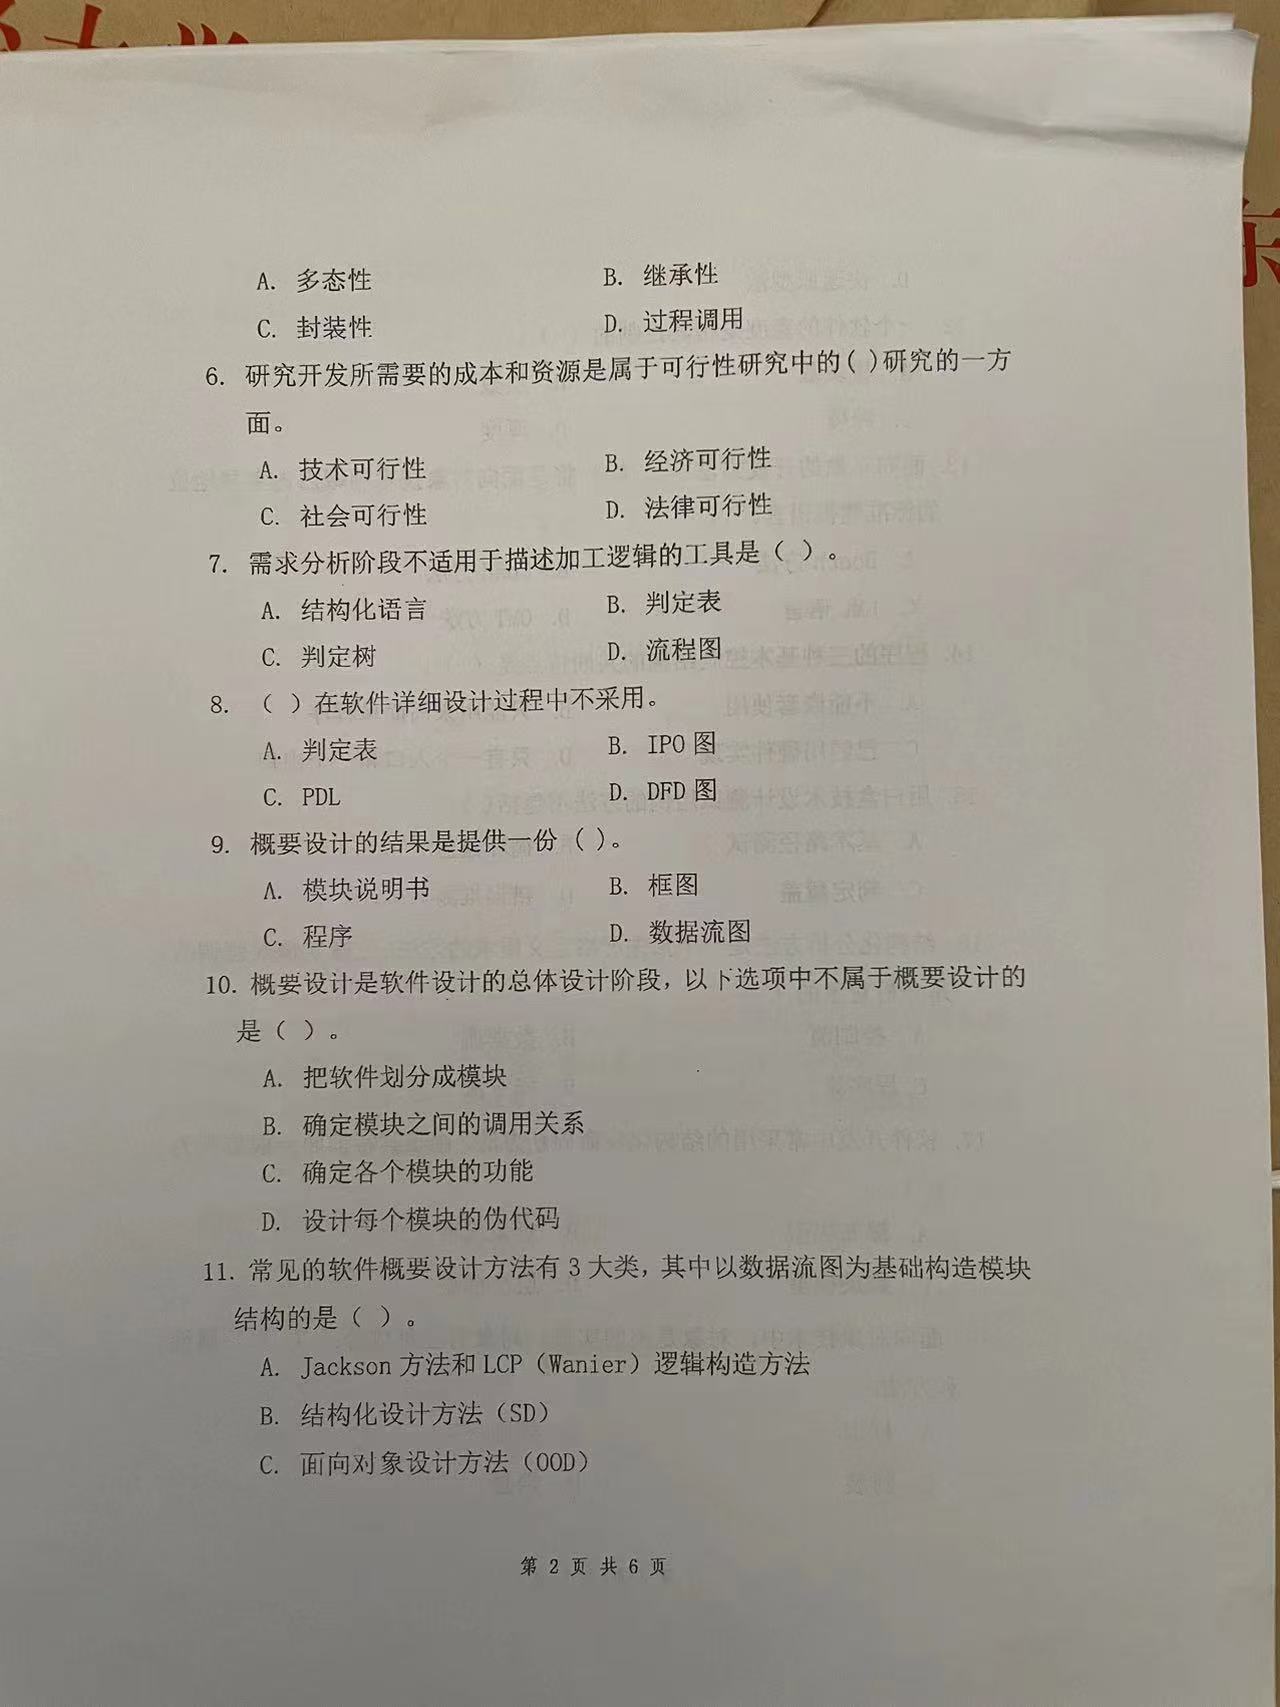 A. 多态性 B. 继承性
C. 封装性 D. 过程调用
6. 研究开发所需要的成本和资源是属于可行性研究中的( )研究的一方
面。
A. 技术可行性 B. 经济可行性
C. 社会可行性 D. 法律可行性
7. 需求分析阶段不适用于描述加工逻辑的工具是（ ）。
A. 结构化语言 B. 判定表
C. 判定树 D. 流程图
8. （ ）在软件详细设计过程中不采用。
A. 判定表 B. IPO 图
C. PDL D. DFD 图
9. 概要设计的结果是提供一份 ( )。
A. 模块说明书 B. 框图
C. 程序 D. 数据流图
10. 概要设计是软件设计的总体设计阶段，以下选项中不属于概要设计的
是（ ）。
A. 把软件划分成模块
B. 确定模块之间的调用关系
C. 确定各个模块的功能
D. 设计每个模块的伪代码
11. 常见的软件概要设计方法有 3 大类，其中以数据流图为基础构造模块
结构的是（ ）。
A. Jackson 方法和 LCP（Wanier）逻辑构造方法
B. 结构化设计方法（SD）
C. 面向对象设计方法（OOD）
第 2 页 共 6 页